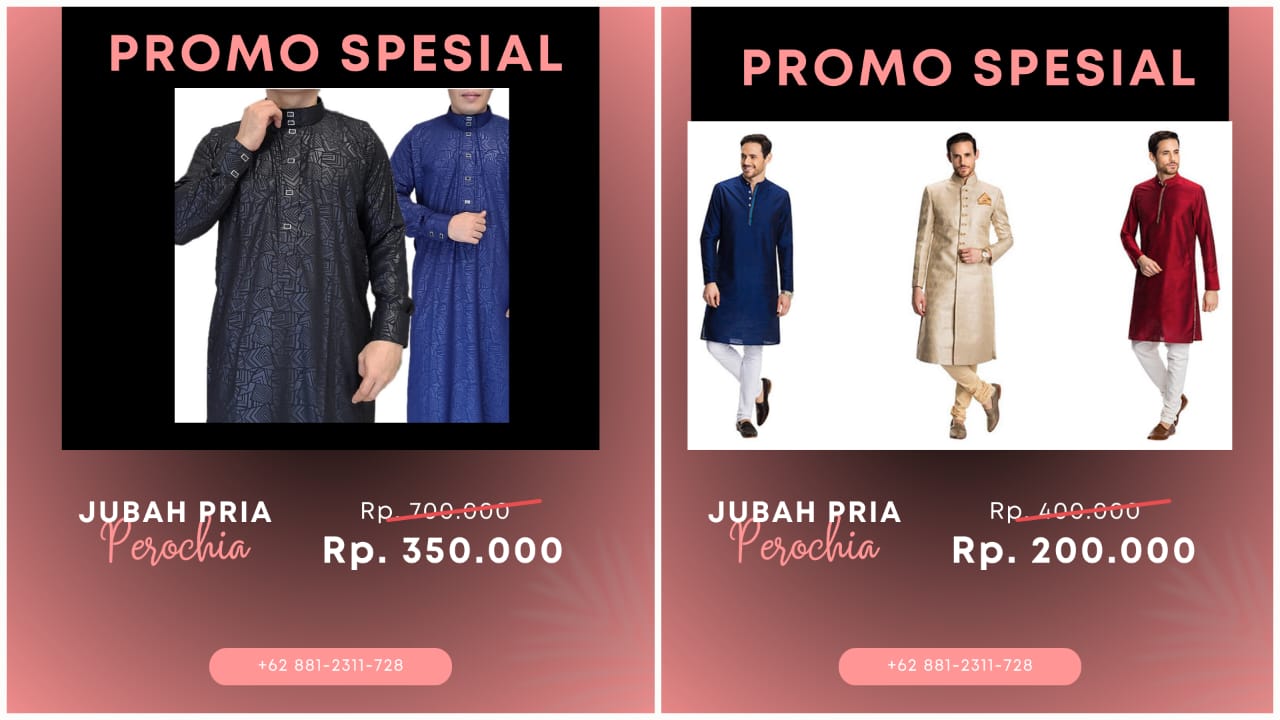 PROMO SPESIAL
JUBAH PRIA
Perochia
Rp. 700.000
Rp. 350.000
+62 881-2311-728
PROMO SPESIAL
JUBAH PRIA
Perochia
Rp. 400.000
Rp. 200.000
+62 881-2311-728